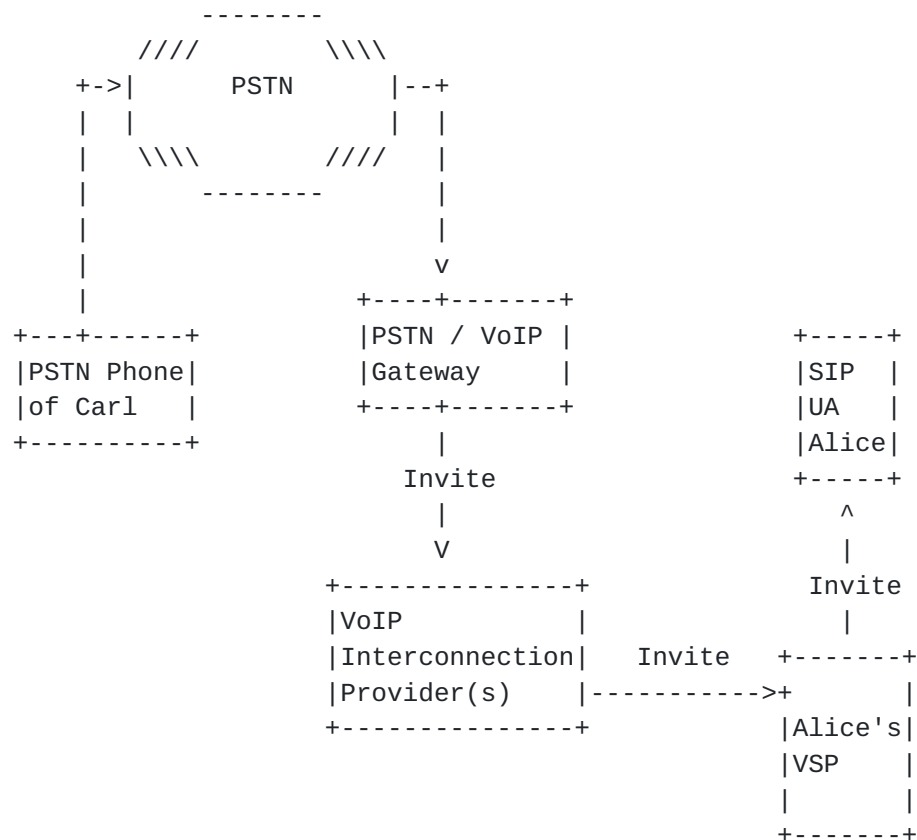 PSTN
PSTN / VoIP
Gateway
PSTN Phone
of Carl
SIP
UA
Alice
Invite
Invite
VoIP
Interconnection
Provider(s)
Invite
Alice's
VSP